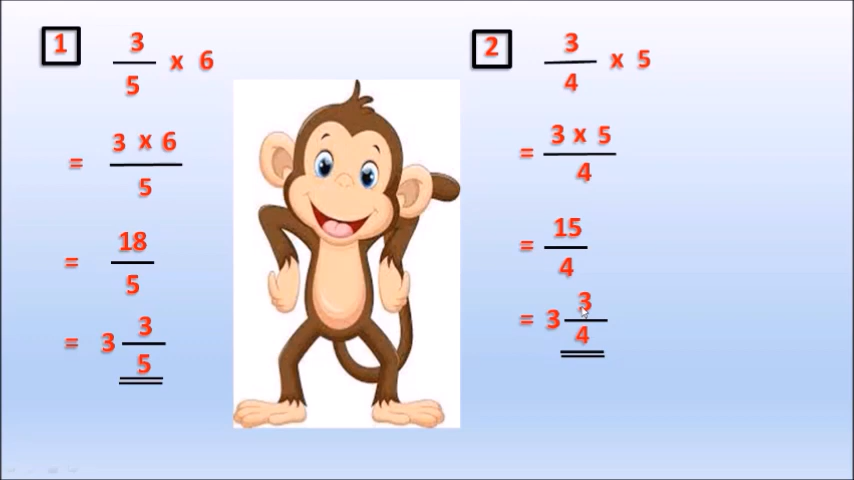 1
3/5 x 6
= 3 x 6/5
= 18/5
= 3 3/5
2
3/4 x 5
= 3 x 5/4
= 15/4
= 3 3/4